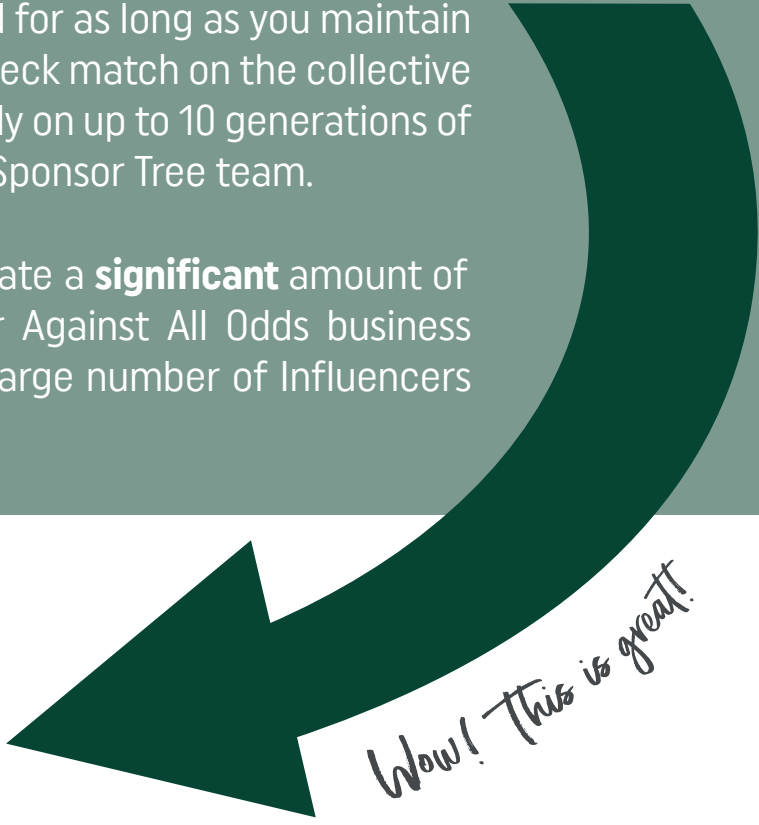 for as long as you maintain
eck match on the collective
ly on up to 10 generations of
Sponsor Tree team.
ate a significant amount of
r Against All Odds business
arge number of Influencers
Wow! This is great!